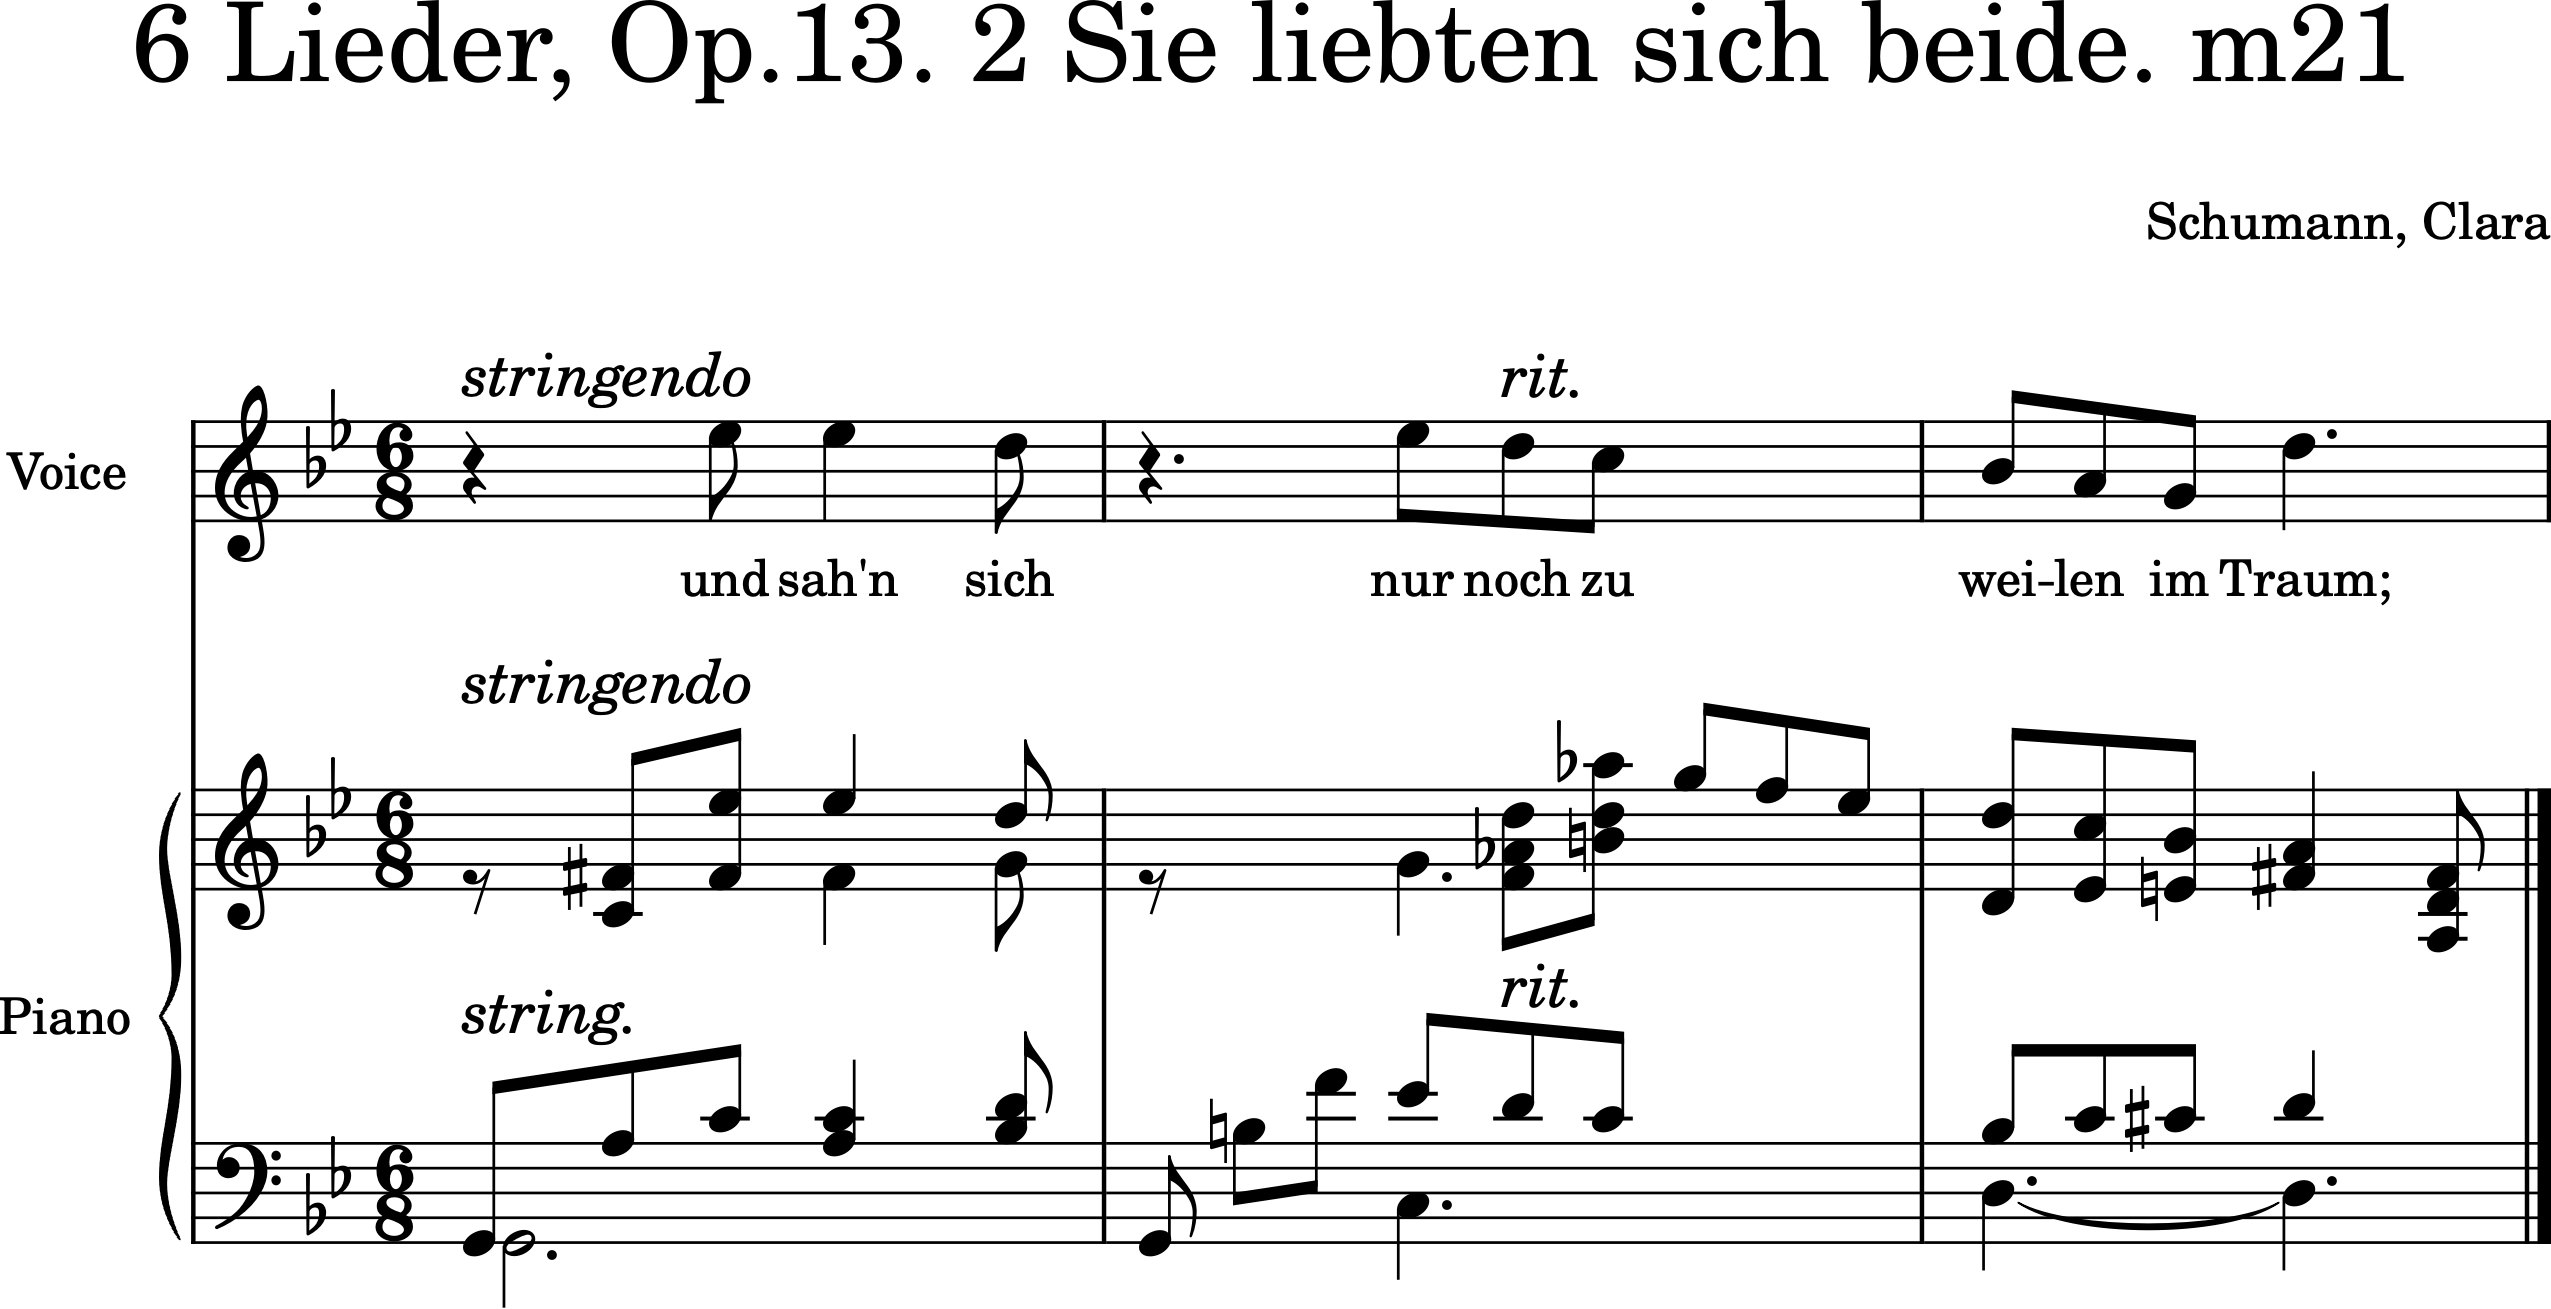 6 Lieder, Op.13. 2 Sie liebten sich beide. m21
Schumann, Clara
stringendo rit.
Voice
und sah'n sich nur noch zu wei-len im Traum;
stringendo
rit.
string.
Piano